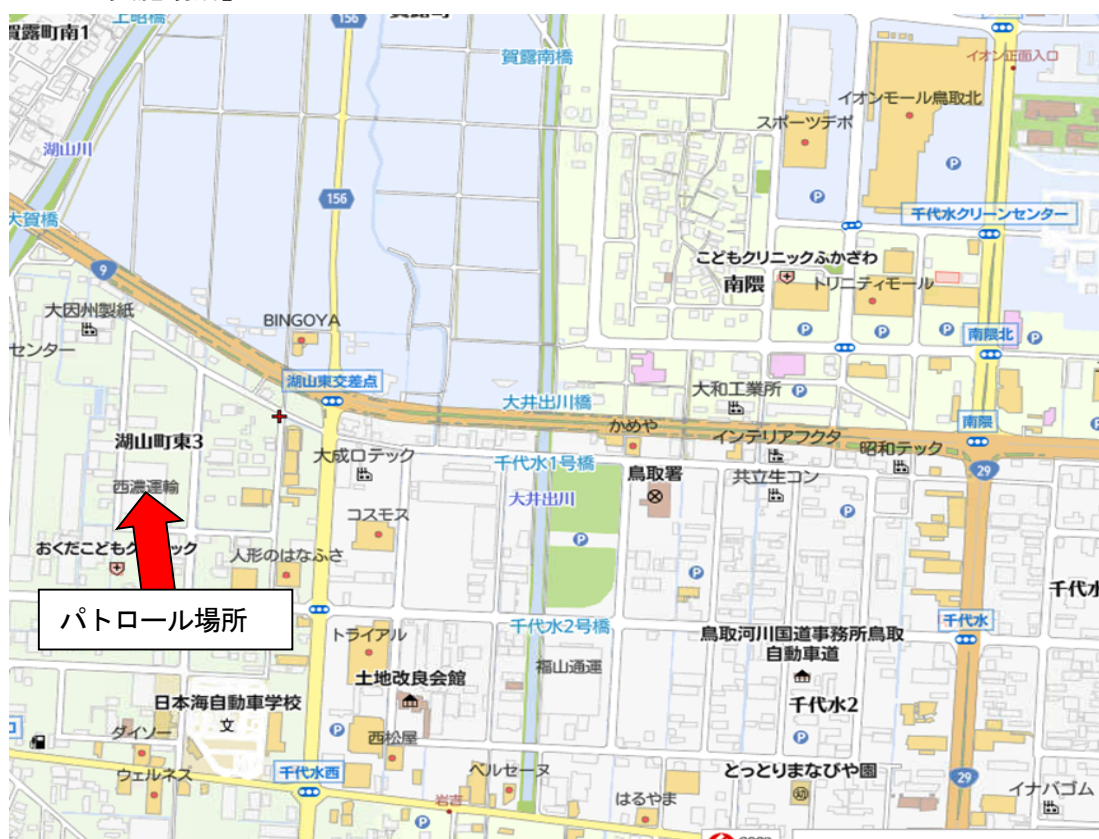 賀露町南1
上昭橋
156
賀露南橋
イオン正面入口
イオンモール鳥取北
スポーツデポ
湖山川
156
千代水クリーンセンター
大賀橋
9
こどもクリニックふかざわ
南隈
トリニティモール
大因州製紙
BINGOYA
センター
南隈北
湖山東交差点
大和工業所
大井出川橋
かめや
南隈
インテリアフクタ
昭和テック
湖山町東3
大成ロテック
千代水1号橋
鳥取署
共立生コン
29
西濃運輸
大井出川
コスモス
おくだこどもク
ック
人形のはなふさ
パトロール場所
千代水
トライアル
千代水2号橋
鳥取河川国道事務所鳥取
自動車道
千代水
土地改良会館
福山通運
日本海自動車学校
文
千代水2
ダイソー
西松屋
ウェルネス
千代水西
ベルセーヌ
とっとりまなびや園
29
イナバゴム
岩吉
はるやま